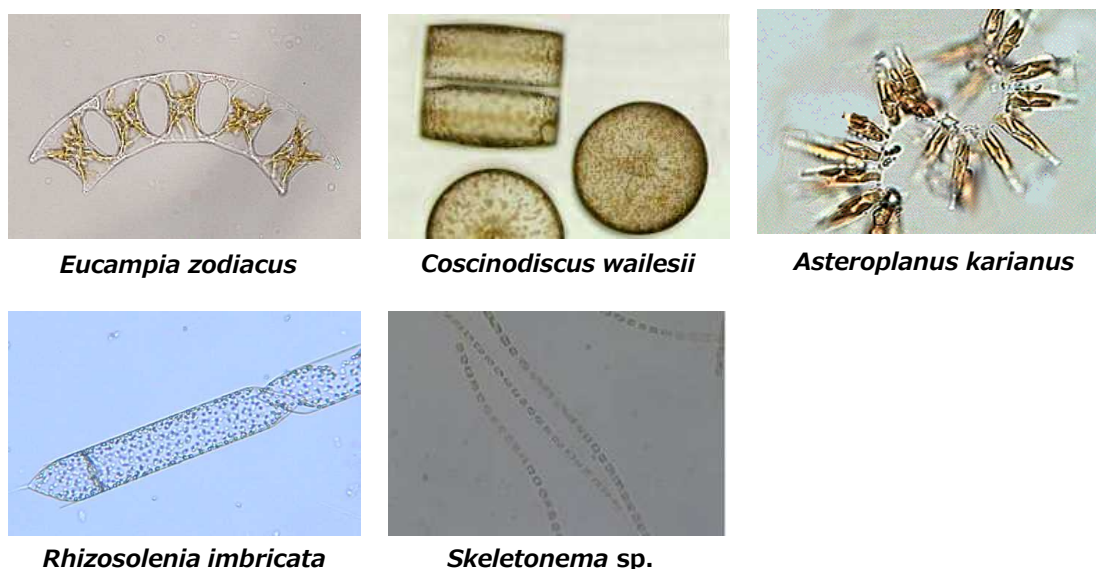 Eucampia zodiacus
Coscinodiscus wailesii
Asteroplanus karianus
Rhizosolenia imbricata
Skeletonema sp.